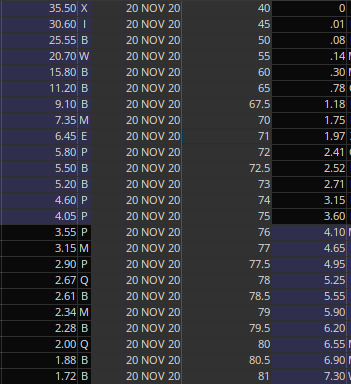 35.50 X 20 NOV 20 40 0
30.60 I 20 NOV 20 45 .01
25.55 B 20 NOV 20 50 .08
20.70 W 20 NOV 20 55 .14
15.80 B 20 NOV 20 60 .30
11.20 B 20 NOV 20 65 .78
9.10 B 20 NOV 20 67.5 1.18
7.35 M 20 NOV 20 70 1.75
6.45 E 20 NOV 20 71 1.97
5.80 P 20 NOV 20 72 2.41
5.50 B 20 NOV 20 72.5 2.52
5.20 B 20 NOV 20 73 2.71
4.60 P 20 NOV 20 74 3.15
4.05 P 20 NOV 20 75 3.60
3.55 P 20 NOV 20 76 4.10
3.15 M 20 NOV 20 77 4.65
2.90 P 20 NOV 20 77.5 4.95
2.67 Q 20 NOV 20 78 5.25
2.61 B 20 NOV 20 78.5 5.55
2.34 M 20 NOV 20 79 5.90
2.28 B 20 NOV 20 79.5 6.20
2.00 Q 20 NOV 20 80 6.55
1.88 B 20 NOV 20 80.5 6.90
1.72 B 20 NOV 20 81 7.30